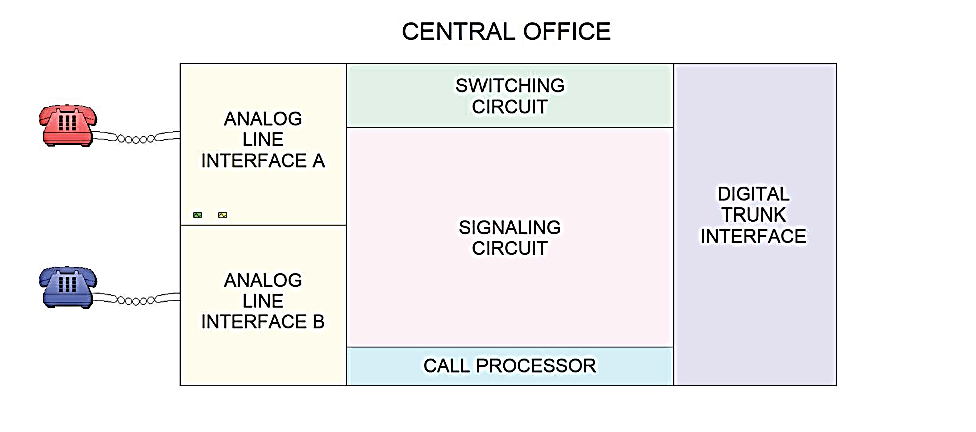 CENTRAL OFFICE
ANALOG
LINE
INTERFACE A
SWITCHING
CIRCUIT
SIGNALING
CIRCUIT
DIGITAL
TRUNK
INTERFACE
ANALOG
LINE
INTERFACE B
CALL PROCESSOR